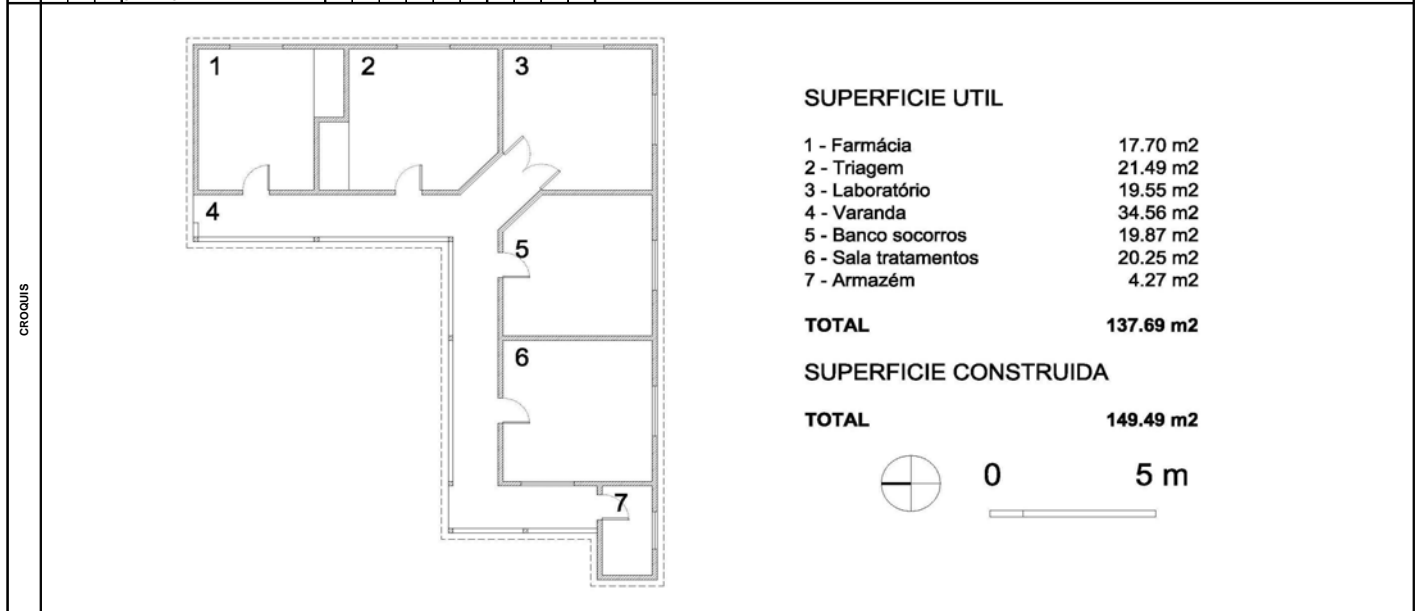 CROQUIS
1
2
3
4
5
6
7
SUPERFICIE UTIL
1 - Farmácia 17.70 m2
2 - Triagem 21.49 m2
3 - Laboratório 19.55 m2
4 - Varanda 34.56 m2
5 - Banco socorros 19.87 m2
6 - Sala tratamentos 20.25 m2
7 - Armazém 4.27 m2
TOTAL 137.69 m2
SUPERFICIE CONSTRUIDA
TOTAL 149.49 m2
0 5 m